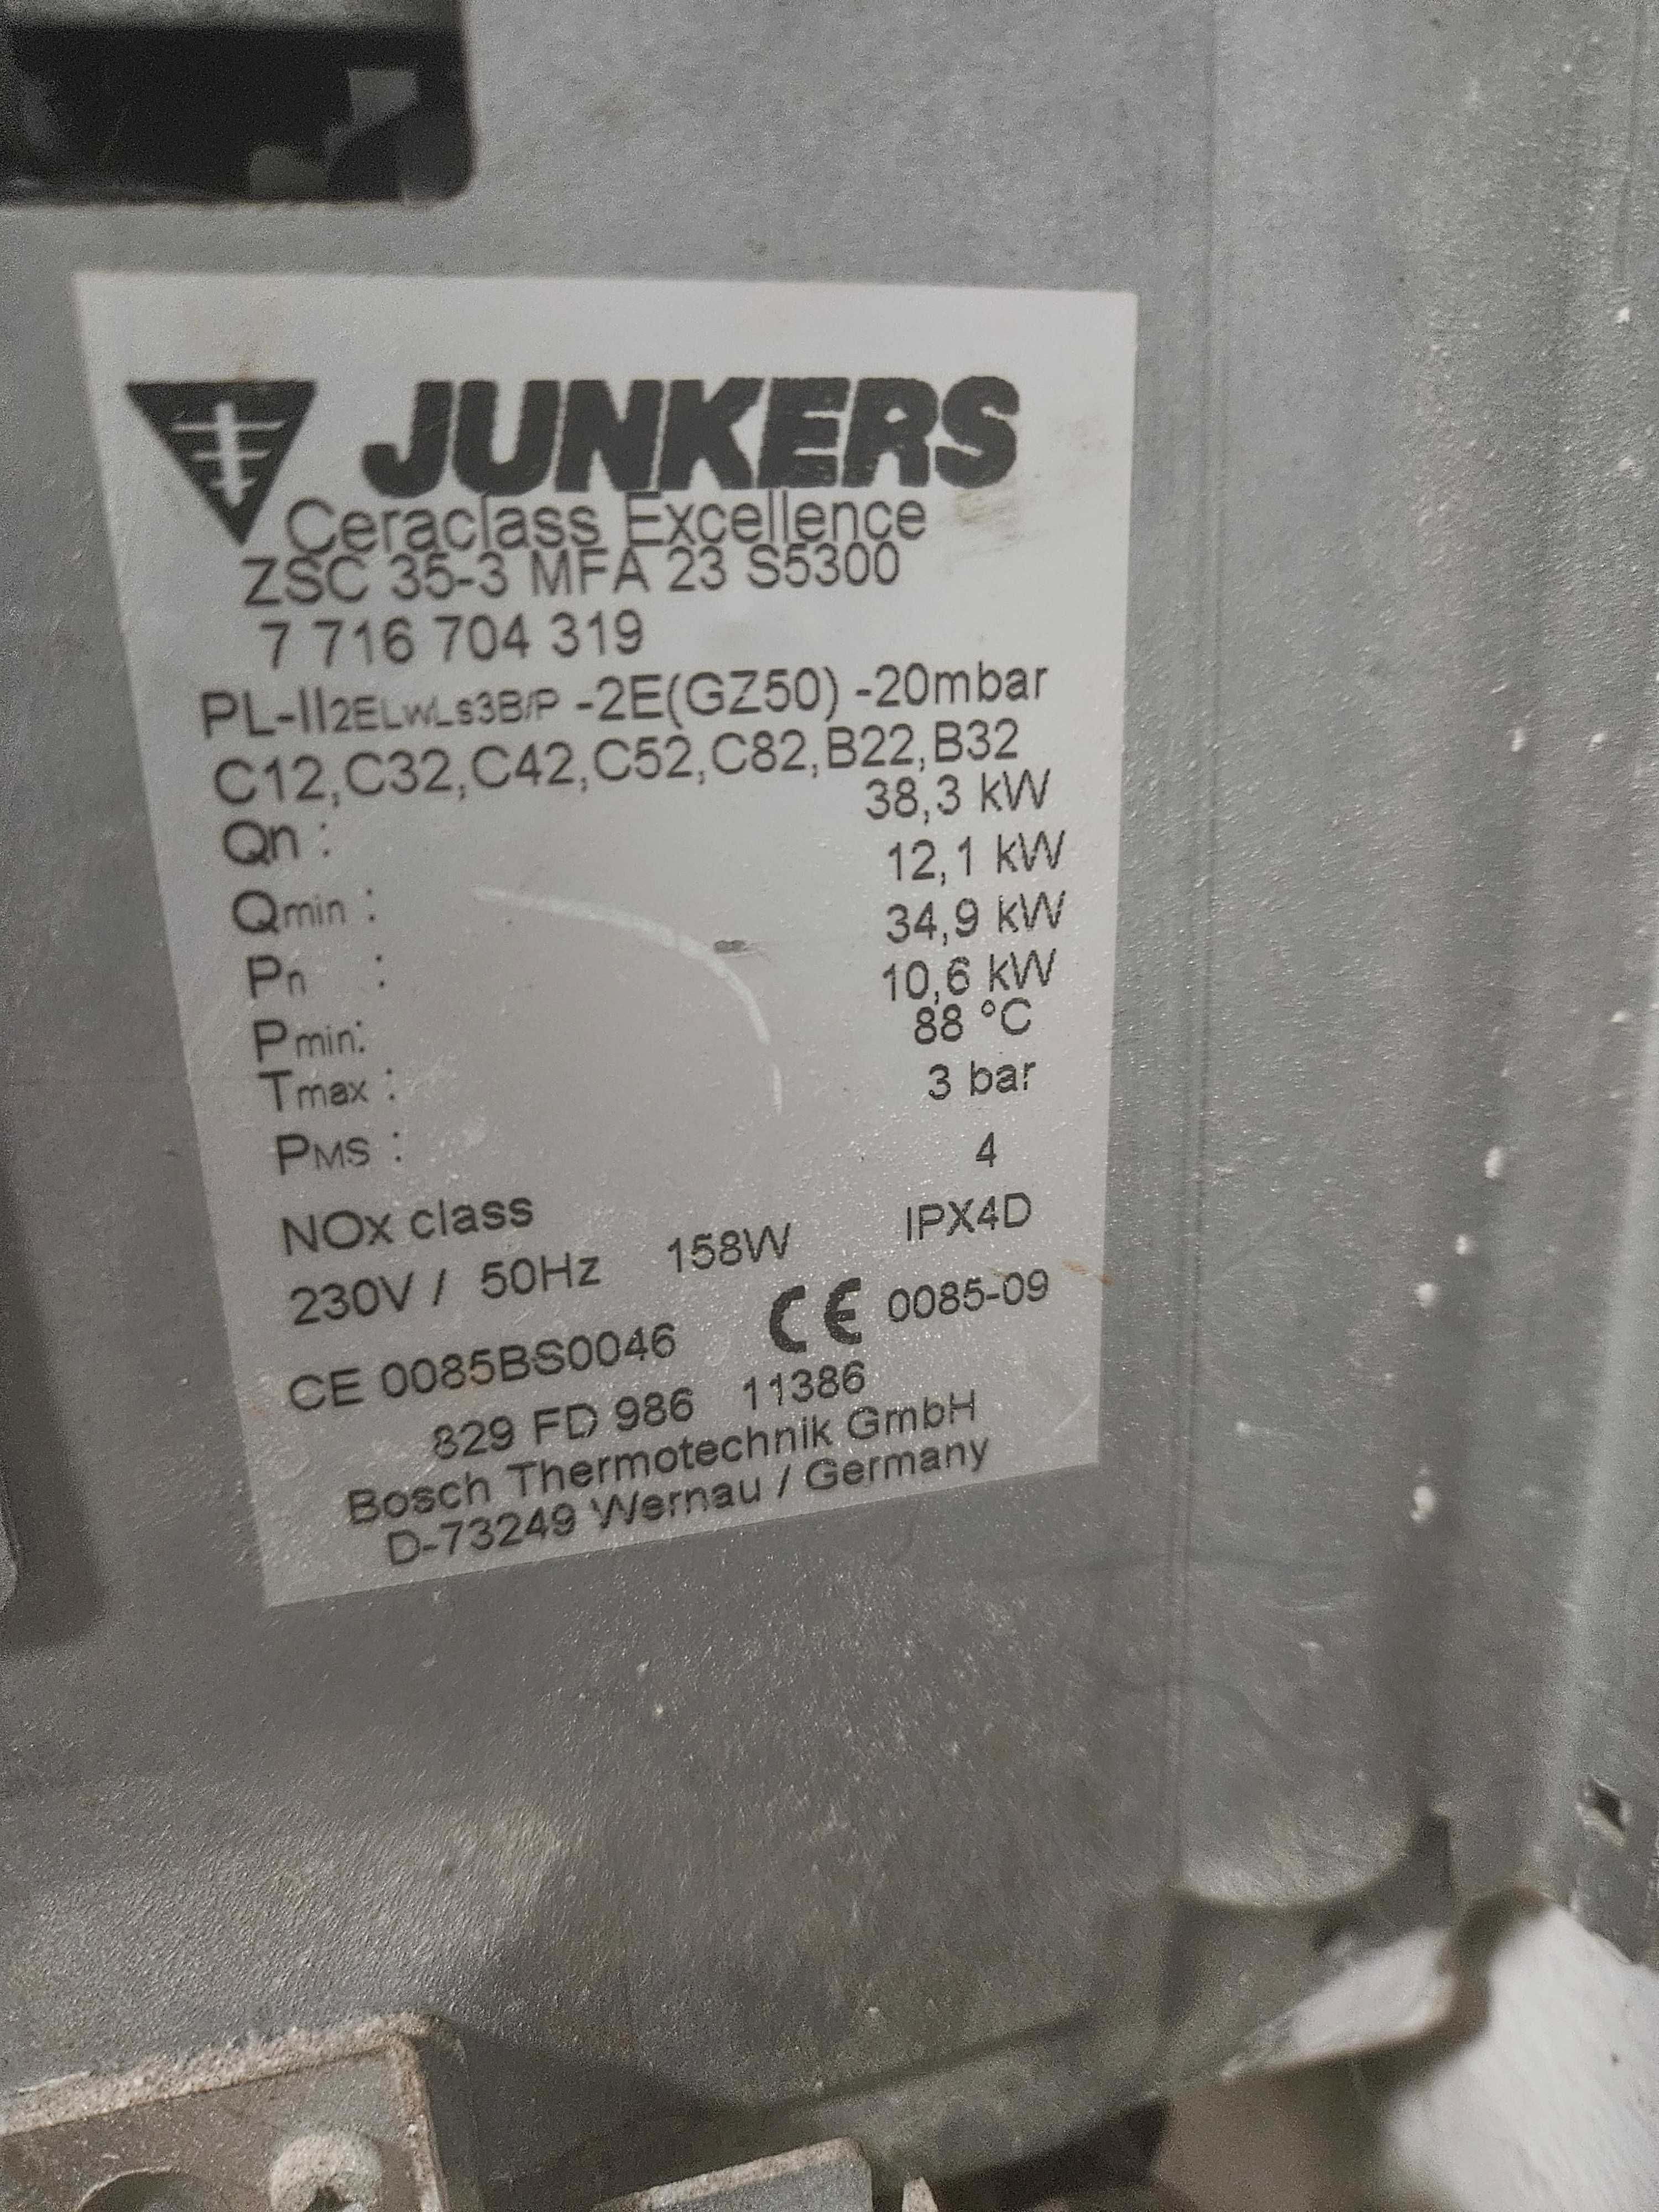 JUNKERS
Ceraclass Excellence
ZSC 35-3 MFA 23 S5300
7 716 704 319
PL-II2ELwLs3B/P -2E(GZ50) -20mbar
C12,C32,C42,C52,C82,B22,B32
Qn : 38,3 kW
Qmin : 12,1 kW
Pn : 34,9 kW
Pmin: 10,6 kW
Tmax : 88 °C
PMS : 3 bar
NOx class 4
230V / 50Hz 158W IPX4D
CE 0085BS0046 CE 0085-09
829 FD 986 11386
Bosch Thermotechnik GmbH
D-73249 Wernau / Germany